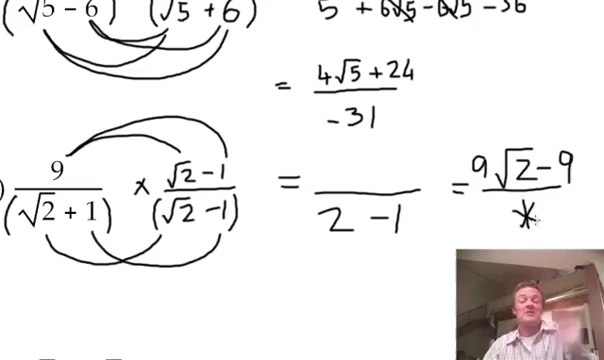 (√5 - 6) (√5 + 6) 5 + 6√5 - 6√5 - 36
= 4√5 + 24 / -31
) 9 / (√2 + 1) × √2 - 1 / (√2 - 1) = / 2 - 1 = 9√2 - 9 /